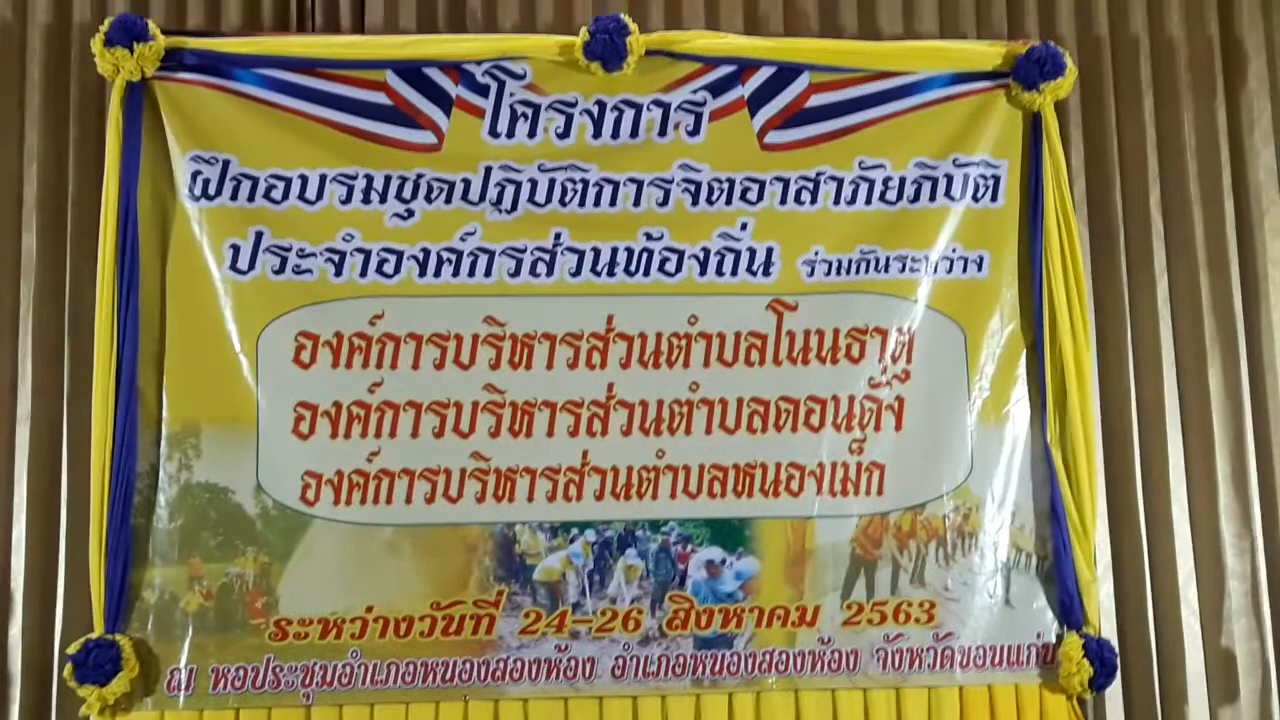 โครงการ
ฝึกอบรมชุดปฏิบัติการจิตอาสาภัยภิบัติ
ประจำองค์กรส่วนท้องถิ่น ร่วมกันระหว่าง
องค์การบริหารส่วนตำบลโนนธาตุ
องค์การบริหารส่วนตำบลดอนดั่ง
องค์การบริหารส่วนตำบลหนองเม็ก
ระหว่างวันที่ 24-26 สิงหาคม 2563
ณ หอประชุมอำเภอหนองสองห้อง อำเภอหนองสองห้อง จังหวัดขอนแก่น